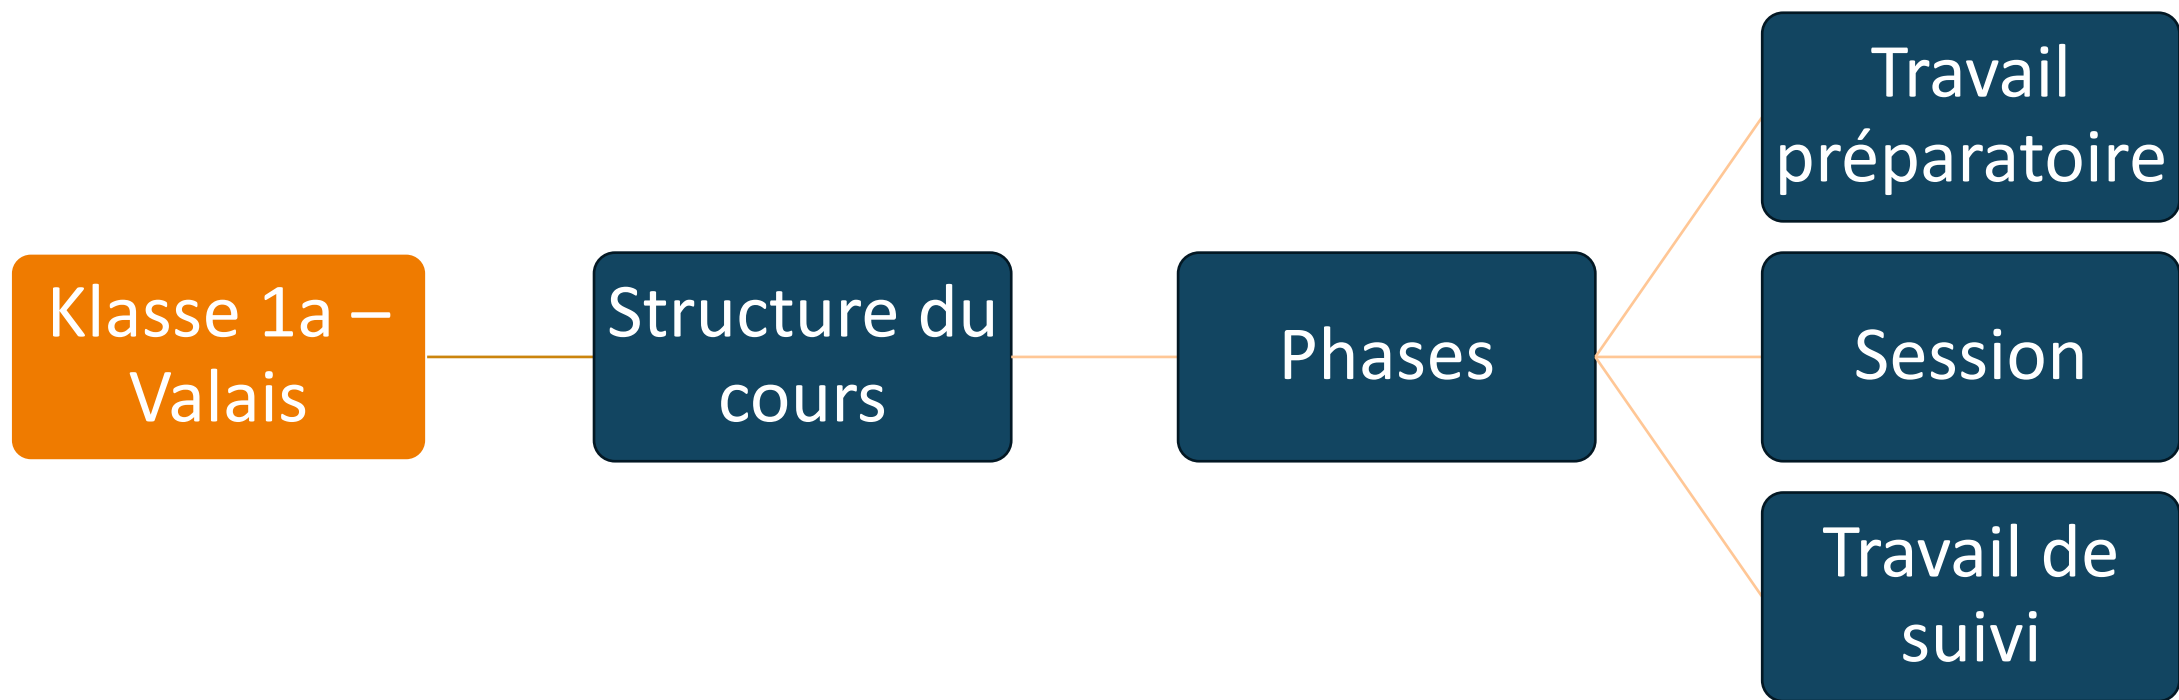 Klasse 1a –
Valais
Structure du
cours
Phases
Travail
préparatoire
Session
Travail de
suivi